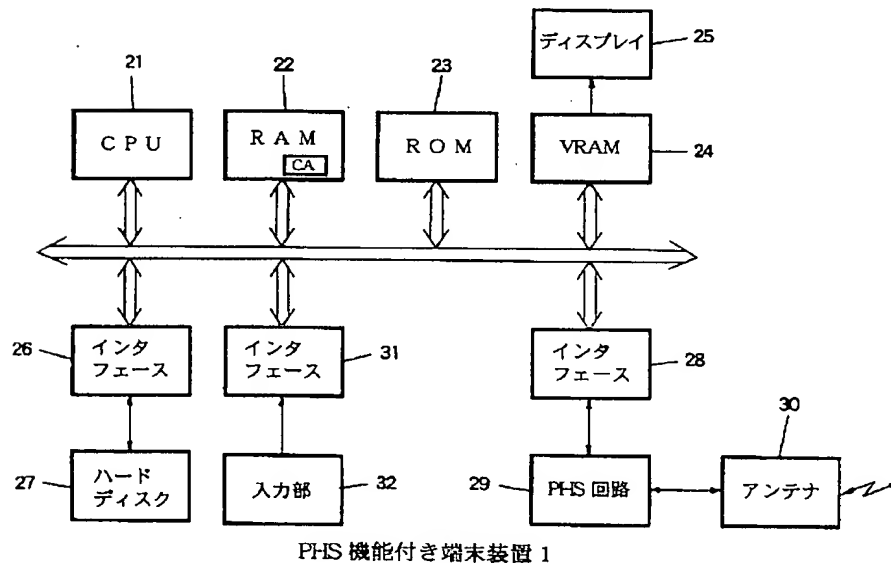 ディスプレイ
25
21
22
23
CPU
RAM
CA
ROM
VRAM
24
26
インタ
フェース
31
インタ
フェース
インタ
フェース
28
30
27
ハード
ディスク
入力部
32
29
PHS 回路
アンテナ
PHS 機能付き端末装置 1